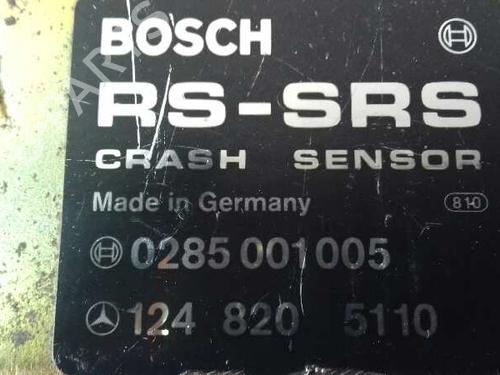 BOSCH
RS-SRS
CRASH SENSOR
Made in Germany 810
0285 001 005
124 820 5110